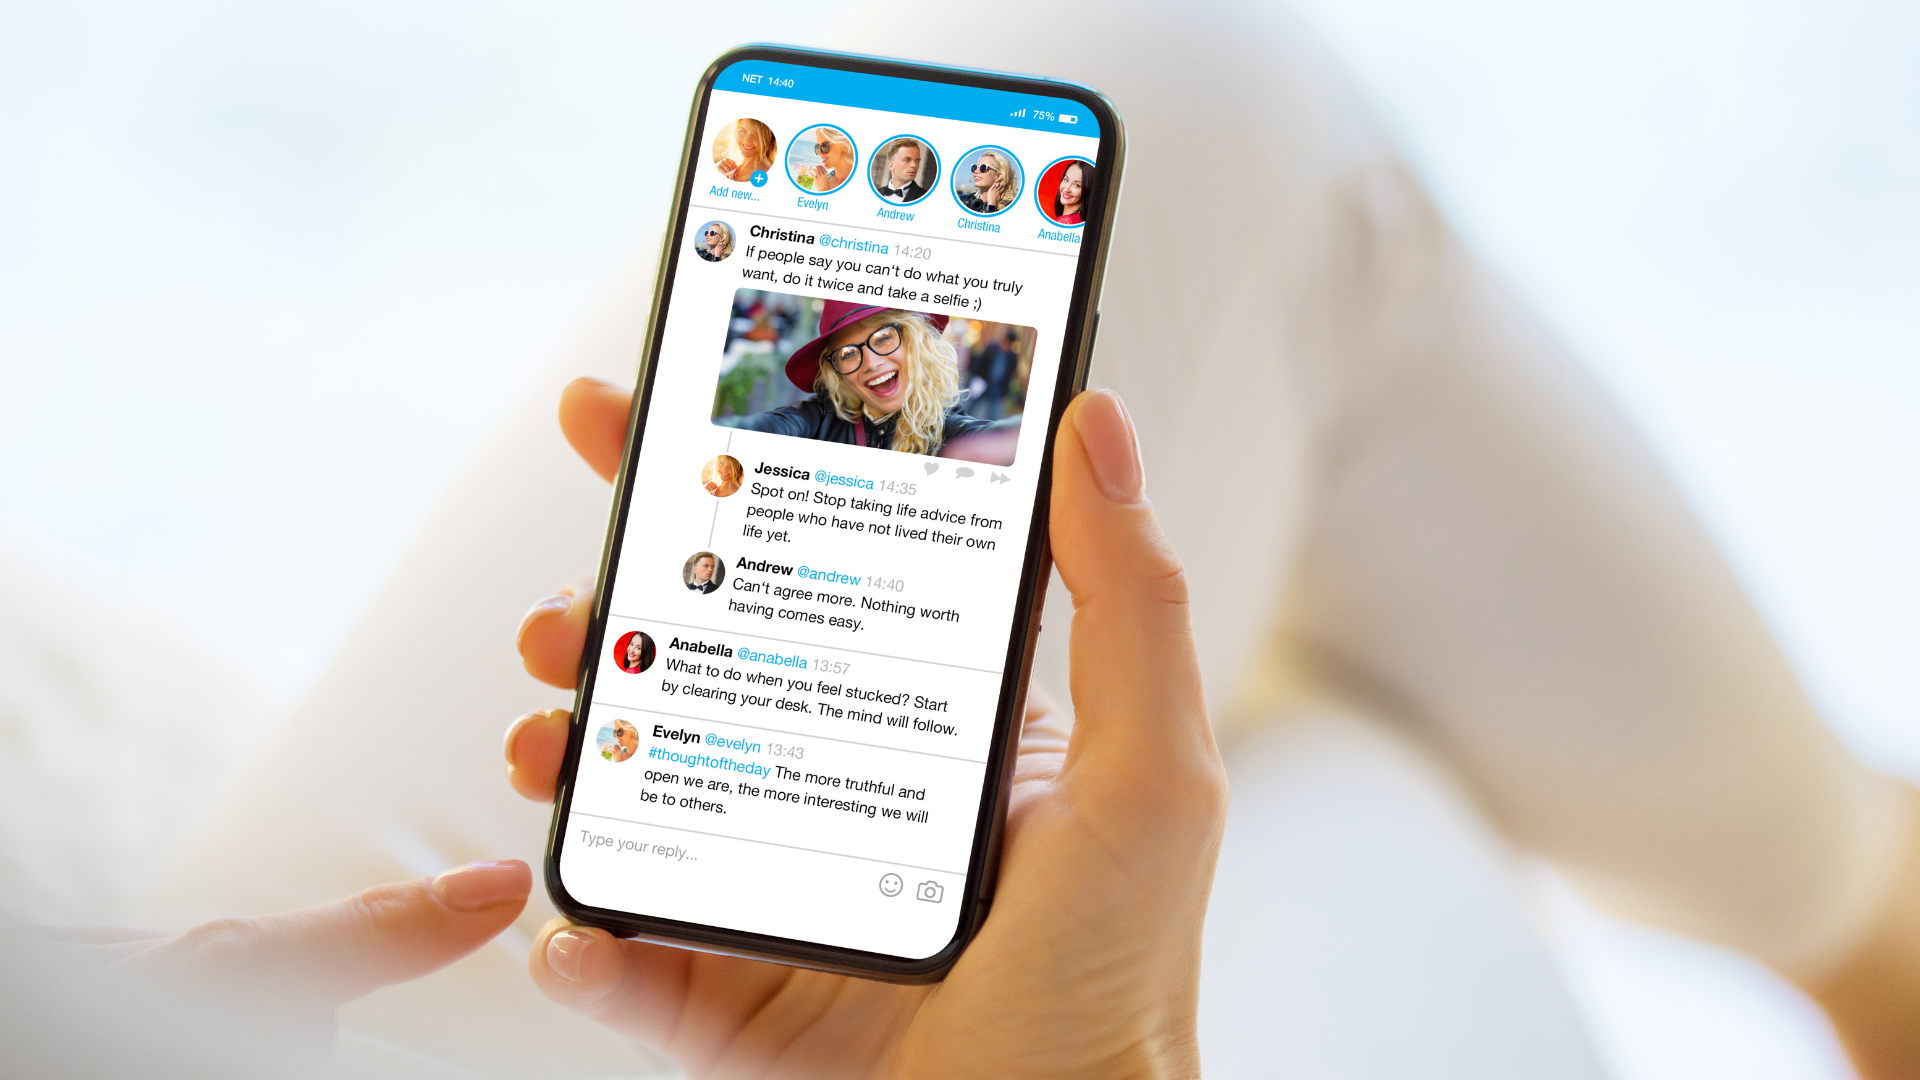 NET 14:40
75%
Add new...
Evelyn
Andrew
Christina
Anabella
Christina @christina 14:20
If people say you can't do what you truly
want, do it twice and take a selfie ;)
Jessica @jessica 14:35
Spot on! Stop taking life advice from
people who have not lived their own
life yet.
Andrew @andrew 14:40
Can't agree more. Nothing worth
having comes easy.
Anabella @anabella 13:57
What to do when you feel stucked? Start
by clearing your desk. The mind will follow.
Evelyn @evelyn 13:43
#thoughtoftheday The more truthful and
open we are, the more interesting we will
be to others.
Type your reply...